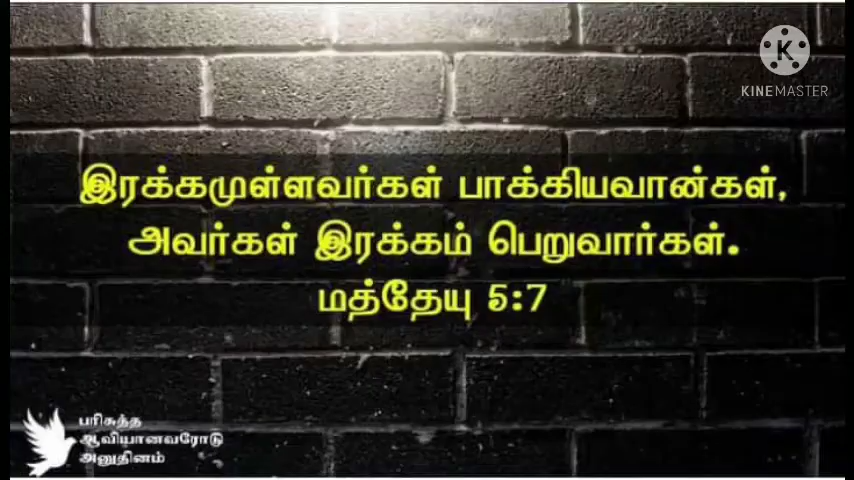 KINEMASTER
இரக்கமுள்ளவர்கள் பாக்கியவான்கள்,
அவர்கள் இரக்கம் பெறுவார்கள்.
மத்தேயு 5:7
பரிசுத்த
ஆவியானவரோடு
அனுதினம்